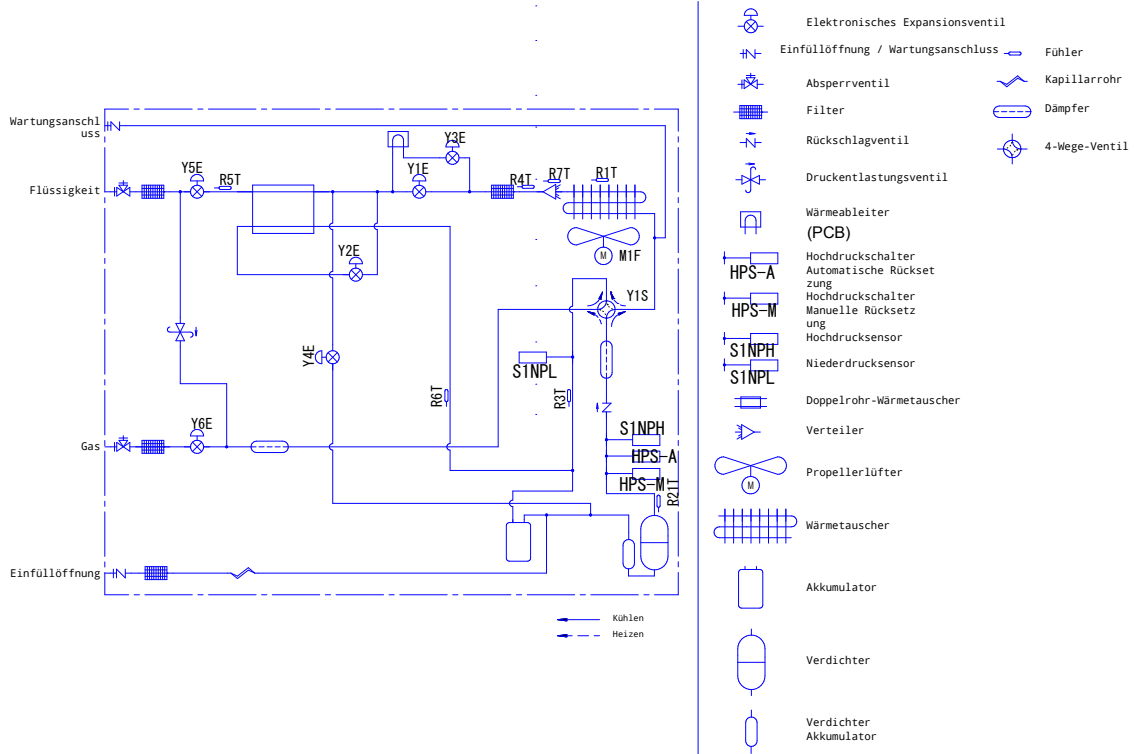 Wartungsanschl
uss
Flüssigkeit
Gas
Einfüllöffnung
Y5E
R5T
Y3E
Y1E
R4T
R7T
R1T
M
M1F
Y2E
Y1S
Y4E
S1NPL
R6T
R3T
Y6E
S1NPH
HPS-A
HPS-M
R21T
Kühlen
Heizen
Elektronisches Expansionsventil
Einfüllöffnung / Wartungsanschluss
Absperrventil
Filter
Rückschlagventil
Druckentlastungsventil
Wärmeableiter
(PCB)
HPS-A
Hochdruckschalter
Automatische Rückset
zung
HPS-M
Hochdruckschalter
Manuelle Rücksetz
ung
S1NPH
Hochdrucksensor
S1NPL
Niederdrucksensor
Doppelrohr-Wärmetauscher
Verteiler
M
Propellerlüfter
Wärmetauscher
Akkumulator
Verdichter
Verdichter
Akkumulator
Fühler
Kapillarrohr
Dämpfer
4-Wege-Ventil